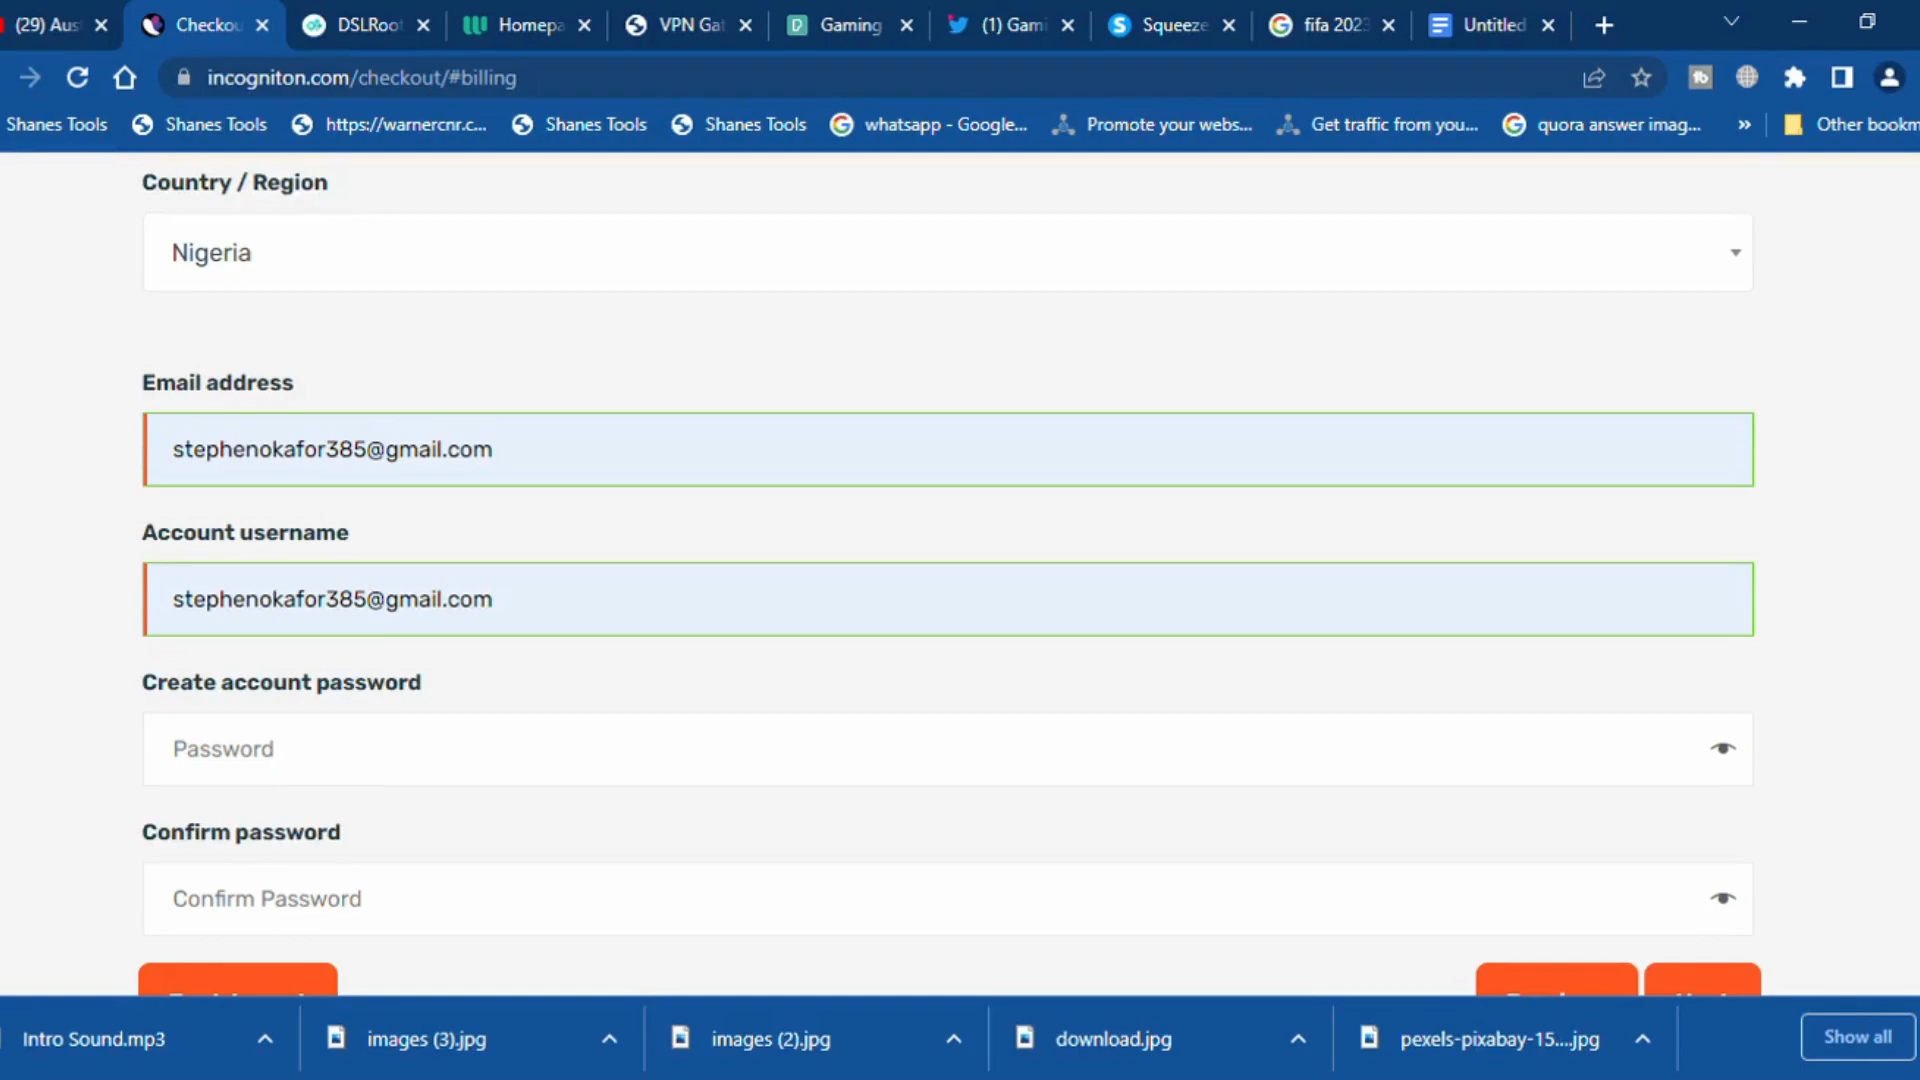 (29) Aus
Checkou
DSLRoo
Homepa
VPN Gat
Gaming
(1) Gam
Squeeze
fifa 2023
Untitled
incogniton.com/checkout/#billing
Shanes Tools
Shanes Tools
https://warnercnr.c...
Shanes Tools
Shanes Tools
whatsapp - Google...
Promote your webs...
Get traffic from you...
quora answer imag...
»
Other bookm
Country / Region
Nigeria
Email address
stephenokafor385@gmail.com
Account username
stephenokafor385@gmail.com
Create account password
Password
Confirm password
Confirm Password
Intro Sound.mp3
images (3).jpg
images (2).jpg
download.jpg
pexels-pixabay-15....jpg
Show all